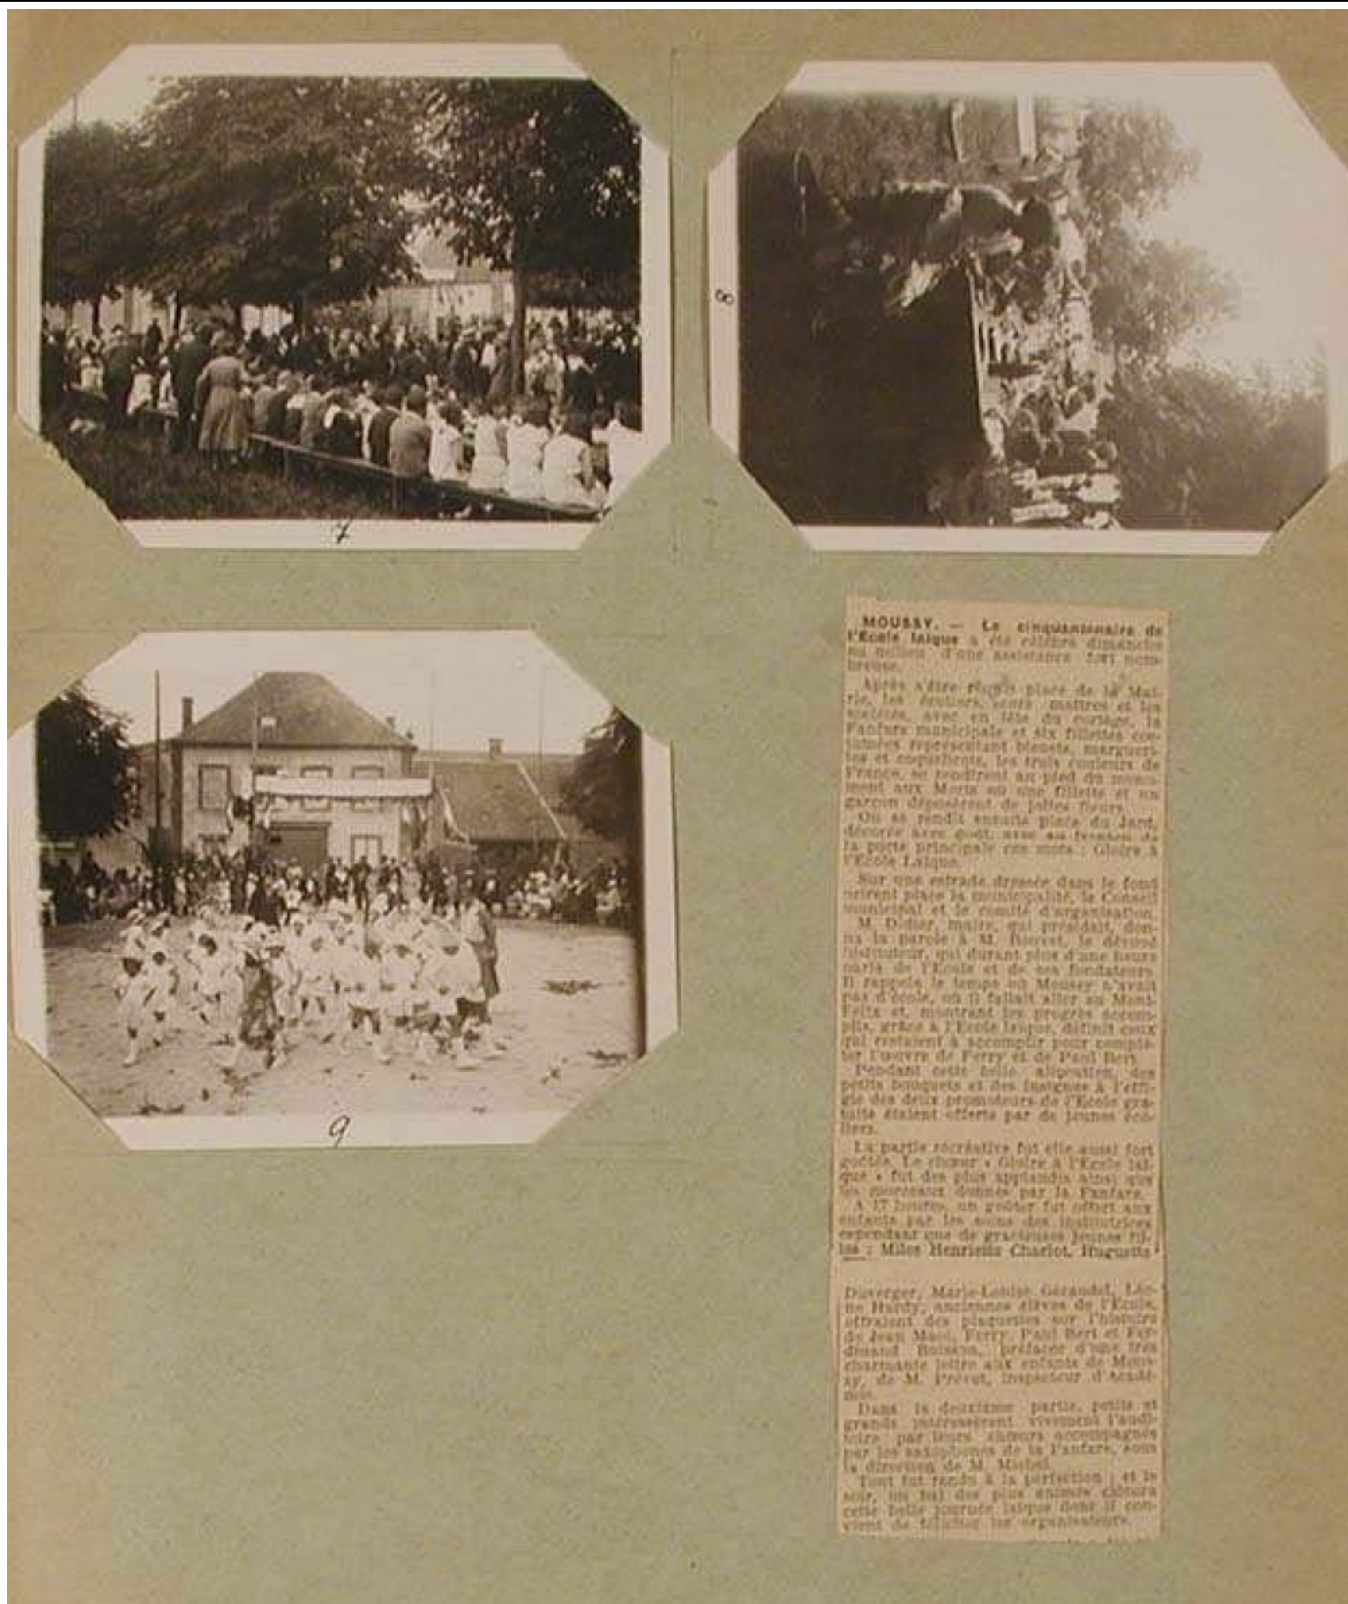 7
8
9
MOUSSY. — Le cinquantenaire de
l'École laïque a été célébré dimanche
au milieu d'une assistance fort nom-
breuse.
Après s'être réunis place de la Mai-
rie, les écoliers, leurs maîtres et les
sociétés, avec en tête du cortège, la
Fanfare municipale et six fillettes cos-
tumées représentant bleuets, margueri-
tes et coquelicots, les trois couleurs de
France, se rendirent au pied du monu-
ment aux Morts où une fillette et un
garçon déposèrent de jolies fleurs.
On se rendit ensuite place du Jard,
décorée avec goût, avec au fronton de
la porte principale ces mots : Gloire à
l'École Laïque.
Sur une estrade dressée dans le fond
prirent place la municipalité, le Conseil
municipal et le comité d'organisation.
M. Didier, maire, qui présidait, don-
na la parole à M. Bouvet, le dévoué
instituteur, qui durant plus d'une heure
parla de l'École et de ses fondateurs.
Il rappela le temps où Moussy n'avait
pas d'école, où il fallait aller au Mont-
Félix et, montrant les progrès accom-
plis, grâce à l'École laïque, définit ceux
qui restaient à accomplir pour complé-
ter l'œuvre de Ferry et de Paul Bert.
Pendant cette belle allocution, des
petits bouquets et des insignes à l'effi-
gie des deux promoteurs de l'École gra-
tuite étaient offerts par de jeunes éco-
liers.
La partie récréative fut elle aussi fort
goûtée. Le chœur « Gloire à l'École laï-
que » fut des plus applaudis ainsi que
les morceaux donnés par la Fanfare.
A 17 heures, un goûter fut offert aux
enfants par les soins des institutrices
cependant que de gracieuses jeunes fil-
les : Mlles Henriette Charlot, Huguette
Duverger, Marie-Louise Gérandel, Léo-
ne Hardy, anciennes élèves de l'École,
offraient des plaquettes sur l'histoire
de Jean Macé, Ferry, Paul Bert et Fer-
dinand Buisson, préfacée d'une très
charmante lettre aux enfants de Mous-
sy, de M. Prévot, inspecteur d'Acadé-
mie.
Dans la deuxième partie, petits et
grands intéressèrent vivement l'audi-
toire par leurs chœurs accompagnés
par les saxophones de la Fanfare, sous
la direction de M. Michel.
Tout fut rendu à la perfection ; et le
soir, un bal des plus animés clôtura
cette belle journée laïque dont il con-
vient de féliciter les organisateurs.